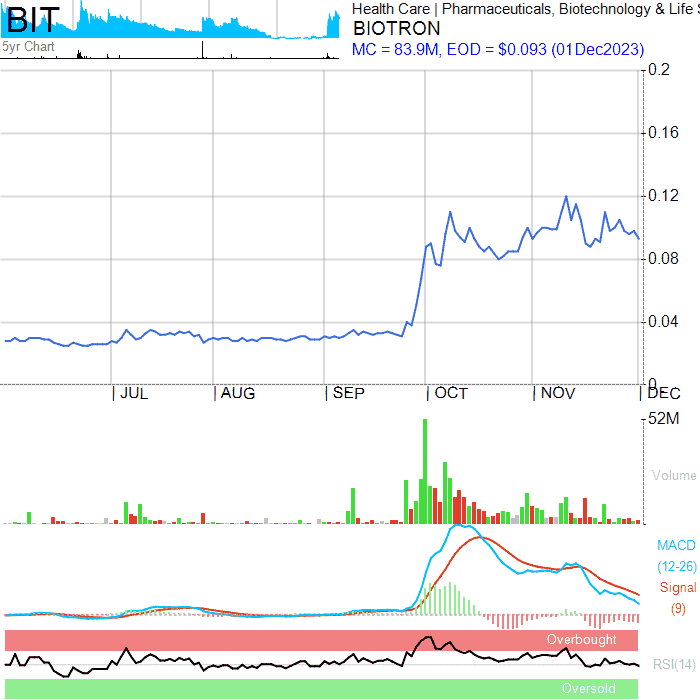 BIT
5yr Chart
Health Care | Pharmaceuticals, Biotechnology & Life S
BIOTRON
MC = 83.9M, EOD = $0.093 (01Dec2023)
0.2
0.16
0.12
0.08
0.04
0
JUL
AUG
SEP
OCT
NOV
DEC
52M
Volume
MACD
(12-26)
Signal
(9)
Overbought
RSI(14)
Oversold